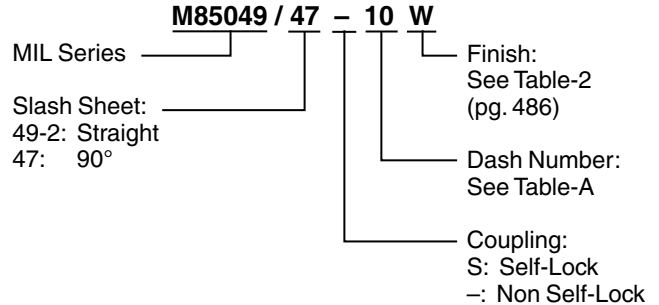 M85049 / 47 – 10 W
MIL Series
Slash Sheet:
49-2: Straight
47: 90°
Finish:
See Table-2
(pg. 486)
Dash Number:
See Table-A
Coupling:
S: Self-Lock
–: Non Self-Lock